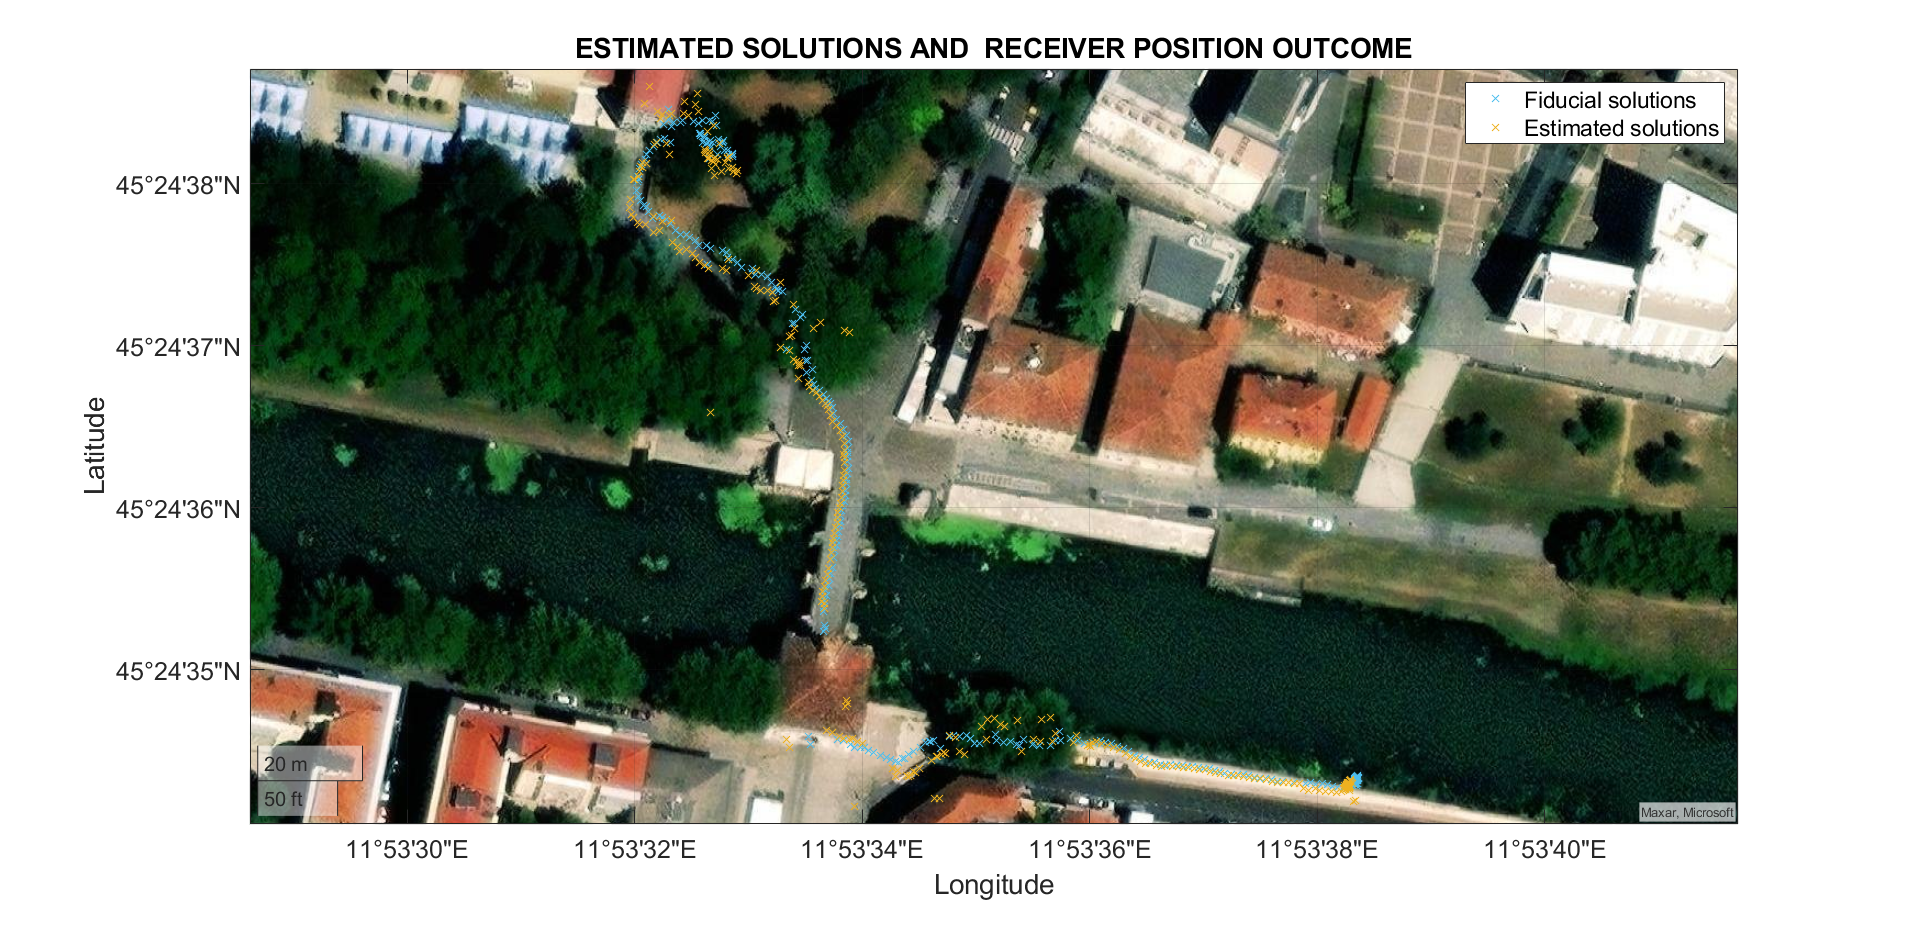 ESTIMATED SOLUTIONS AND  RECEIVER POSITION OUTCOME
Fiducial solutions
Estimated solutions
45°24'38"N
45°24'37"N
45°24'36"N
45°24'35"N
Latitude
20 m
50 ft
Maxar, Microsoft
11°53'30"E
11°53'32"E
11°53'34"E
11°53'36"E
11°53'38"E
11°53'40"E
Longitude